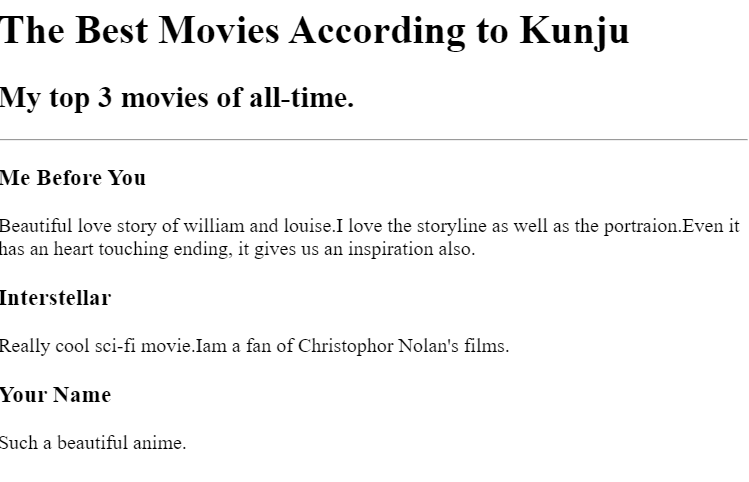 The Best Movies According to Kunju
My top 3 movies of all-time.
Me Before You
Beautiful love story of william and louise.I love the storyline as well as the portraion.Even it
has an heart touching ending, it gives us an inspiration also.
Interstellar
Really cool sci-fi movie.Iam a fan of Christophor Nolan's films.
Your Name
Such a beautiful anime.